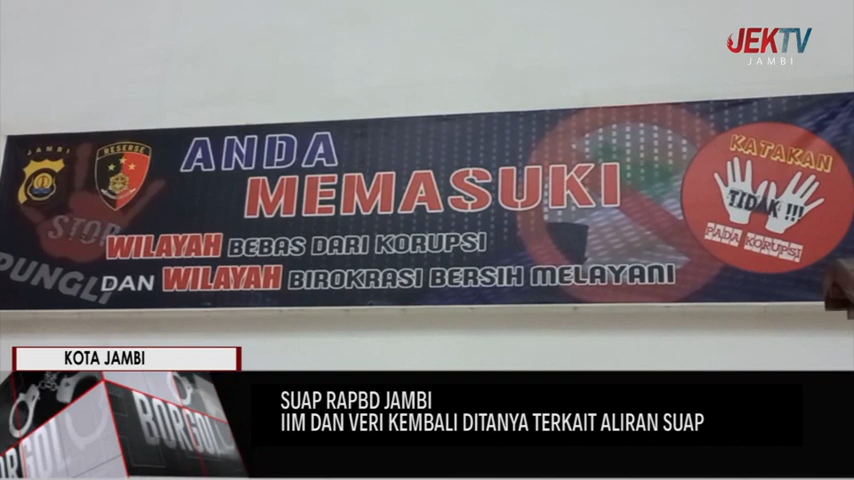 JEKTV
JAMBI
JAMBI
RESERSE
ANDA
MEMASUKI
WILAYAH BEBAS DARI KORUPSI
DAN WILAYAH BIROKRASI BERSIH MELAYANI
STOP
PUNGLI
KATAKAN
TIDAK !!!
PADA KORUPSI
KOTA JAMBI
BORGOL
BORGOL
SUAP RAPBD JAMBI
IIM DAN VERI KEMBALI DITANYA TERKAIT ALIRAN SUAP